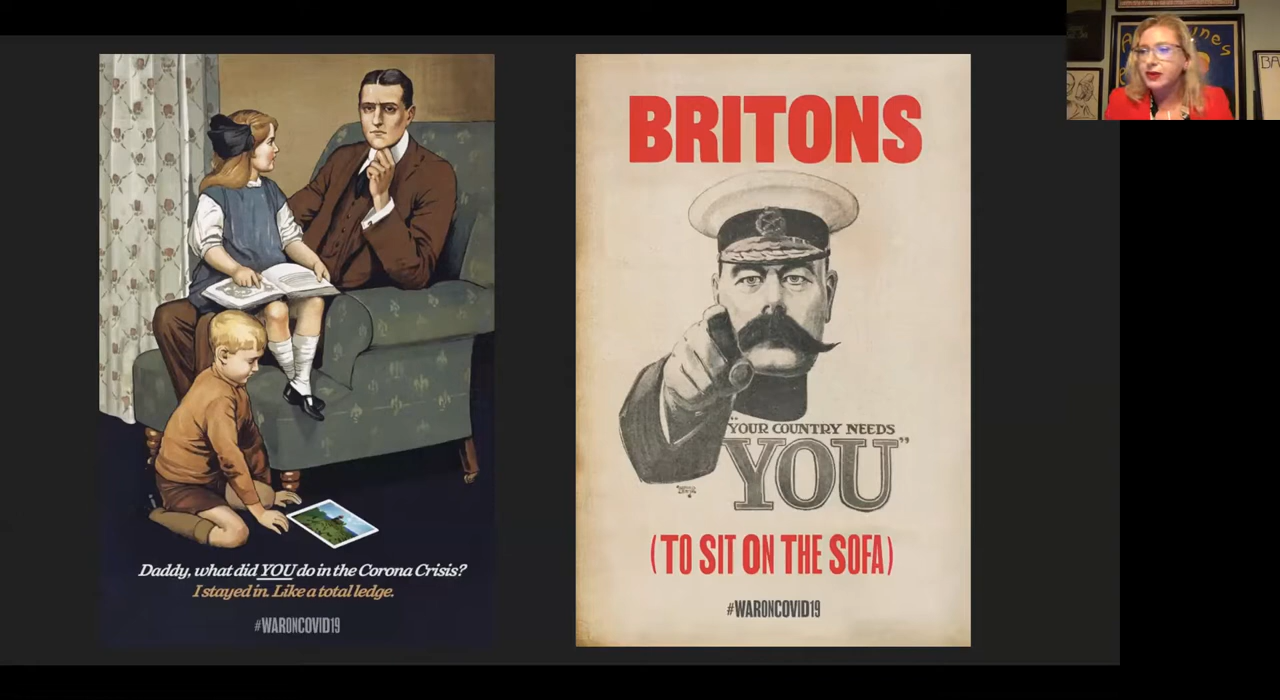 Daddy, what did YOU do in the Corona Crisis?
I stayed in. Like a total ledge.
#WARONCOVID19
BRITONS
"YOUR COUNTRY NEEDS
YOU"
(TO SIT ON THE SOFA)
#WARONCOVID19